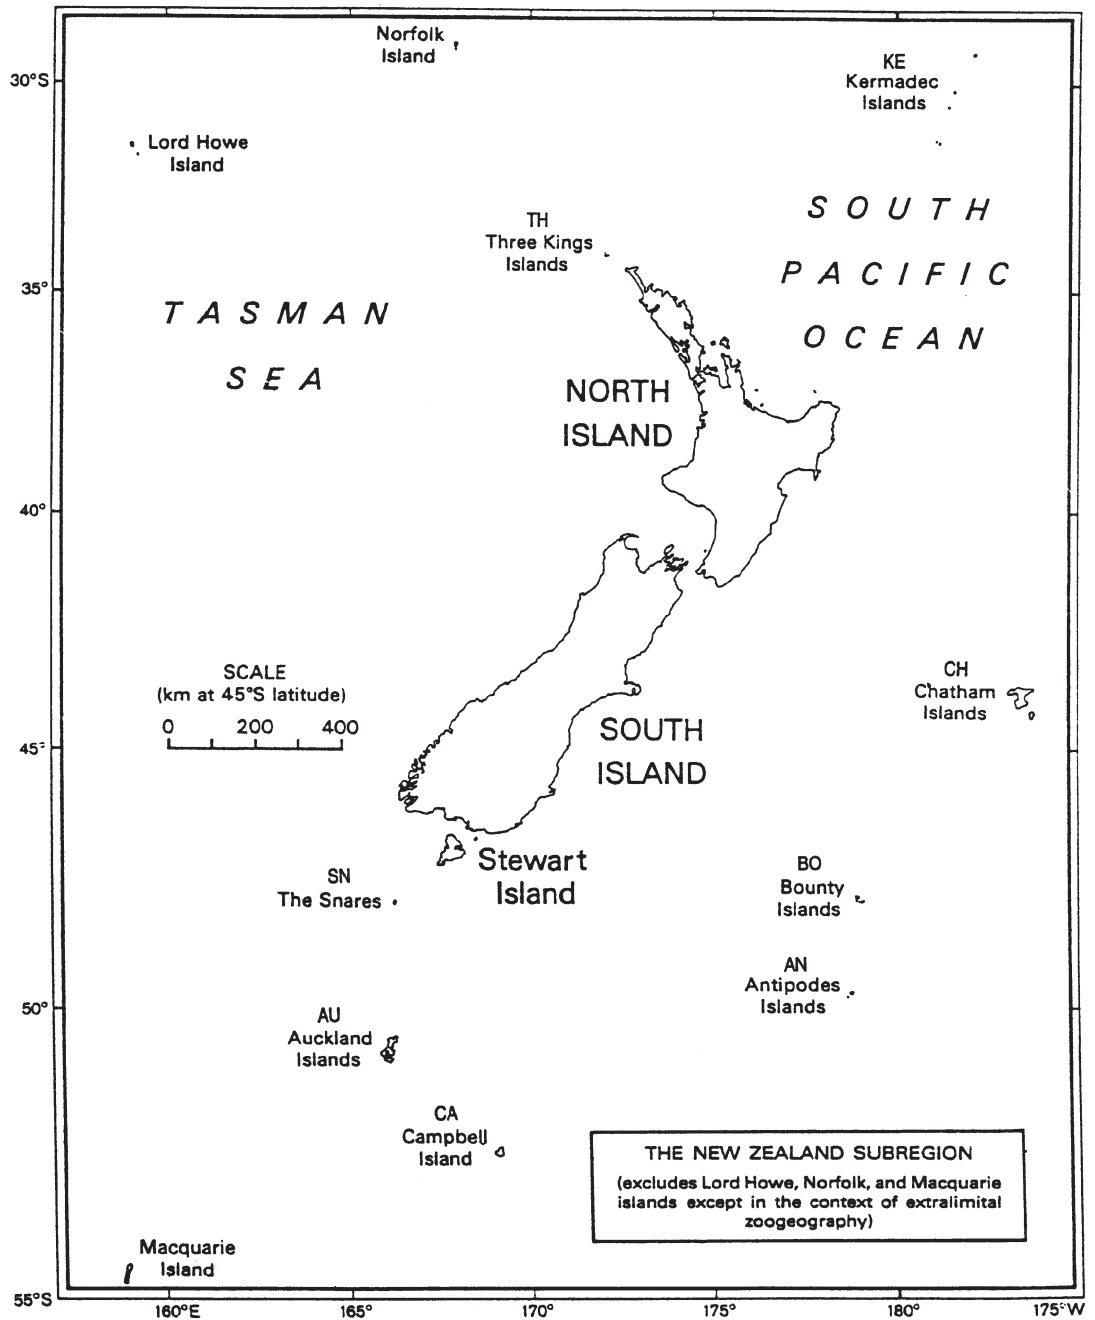 Norfolk
Island
KE
Kermadec
Islands
30°S
Lord Howe
Island
SOUTH
PACIFIC
OCEAN
TH
Three Kings
Islands
35°
TASMAN
SEA
NORTH
ISLAND
40°
SCALE
(km at 45°S latitude)
0 200 400
CH
Chatham
Islands
45°
SOUTH
ISLAND
Stewart
Island
SN
The Snares
BO
Bounty
Islands
AN
Antipodes
Islands
50°
AU
Auckland
Islands
CA
Campbell
Island
THE NEW ZEALAND SUBREGION
(excludes Lord Howe, Norfolk, and Macquarie
islands except in the context of extralimital
zoogeography)
Macquarie
Island
55°S
160°E 165° 170° 175° 180° 175°W